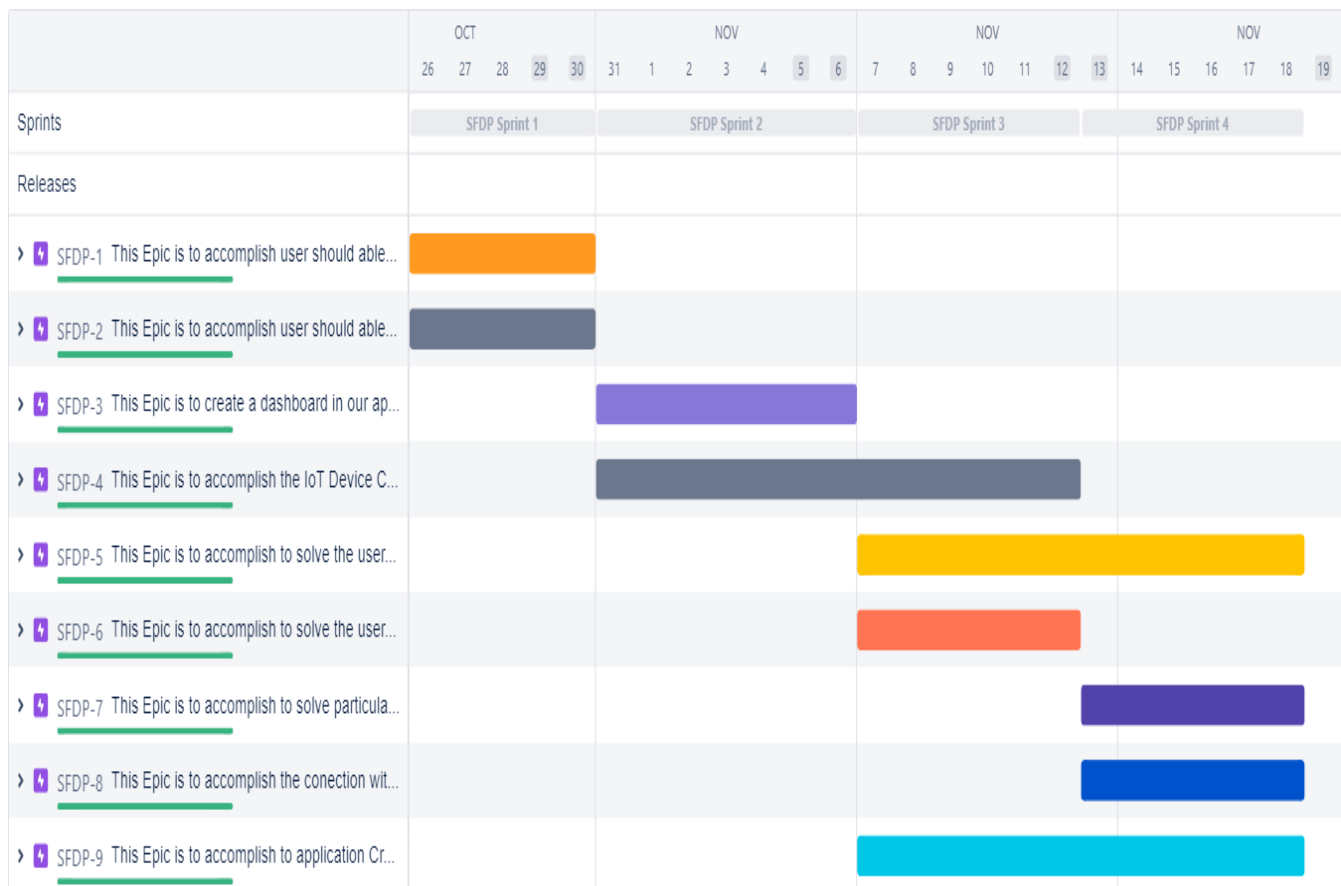 OCT NOV NOV NOV
26 27 28 29 30 31 1 2 3 4 5 6 7 8 9 10 11 12 13 14 15 16 17 18 19
Sprints SFDP Sprint 1 SFDP Sprint 2 SFDP Sprint 3 SFDP Sprint 4
Releases
SFDP-1 This Epic is to accomplish user should able...
SFDP-2 This Epic is to accomplish user should able...
SFDP-3 This Epic is to create a dashboard in our ap...
SFDP-4 This Epic is to accomplish the IoT Device C...
SFDP-5 This Epic is to accomplish to solve the user...
SFDP-6 This Epic is to accomplish to solve the user...
SFDP-7 This Epic is to accomplish to solve particula...
SFDP-8 This Epic is to accomplish the conection wit...
SFDP-9 This Epic is to accomplish to application Cr...